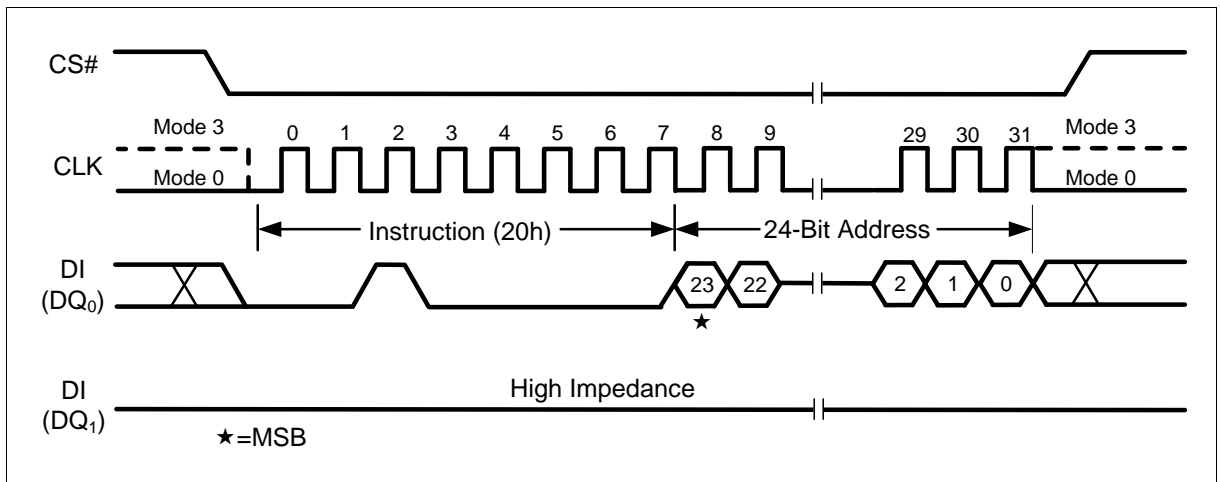 CS#
Mode 3 0 1 2 3 4 5 6 7 8 9 29 30 31 Mode 3
CLK
Mode 0 Mode 0
Instruction (20h) 24-Bit Address
DI
(DQ₀)
23 22 2 1 0
★
High Impedance
DI
(DQ₁)
★=MSB